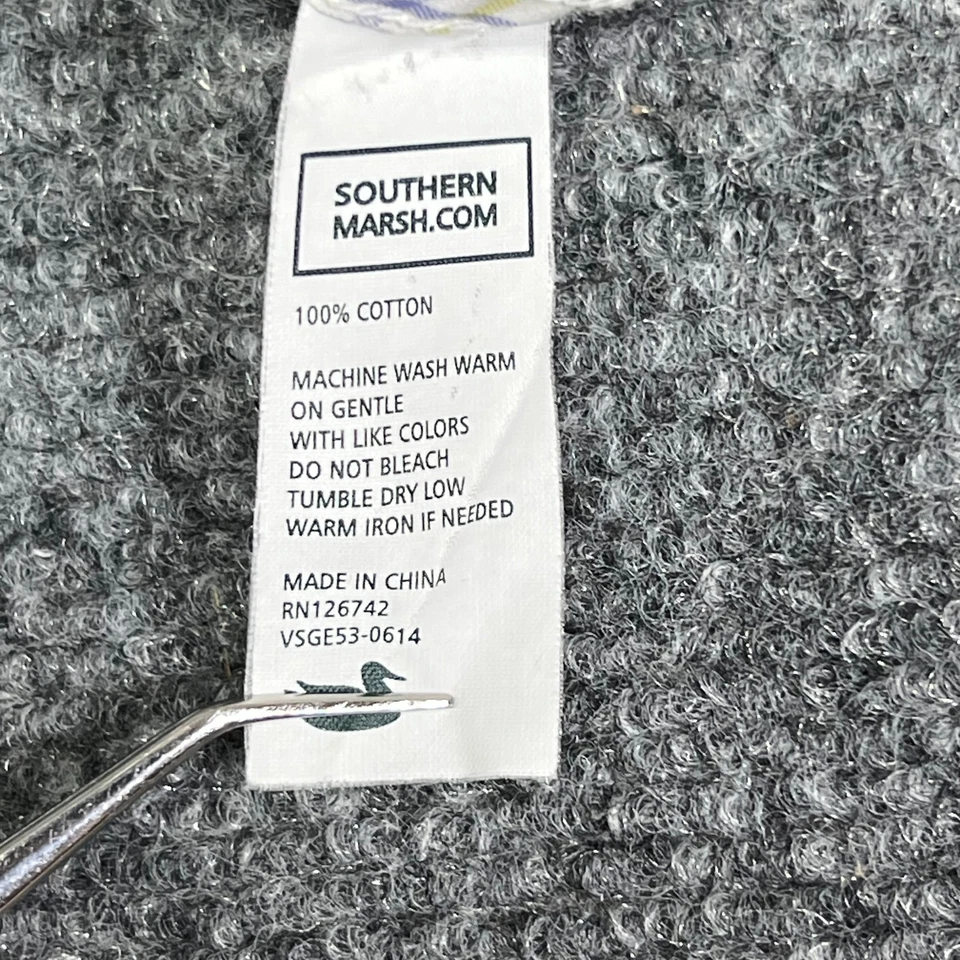 SOUTHERN
MARSH.COM
100% COTTON
MACHINE WASH WARM
ON GENTLE
WITH LIKE COLORS
DO NOT BLEACH
TUMBLE DRY LOW
WARM IRON IF NEEDED
MADE IN CHINA
RN126742
VSGE53-0614